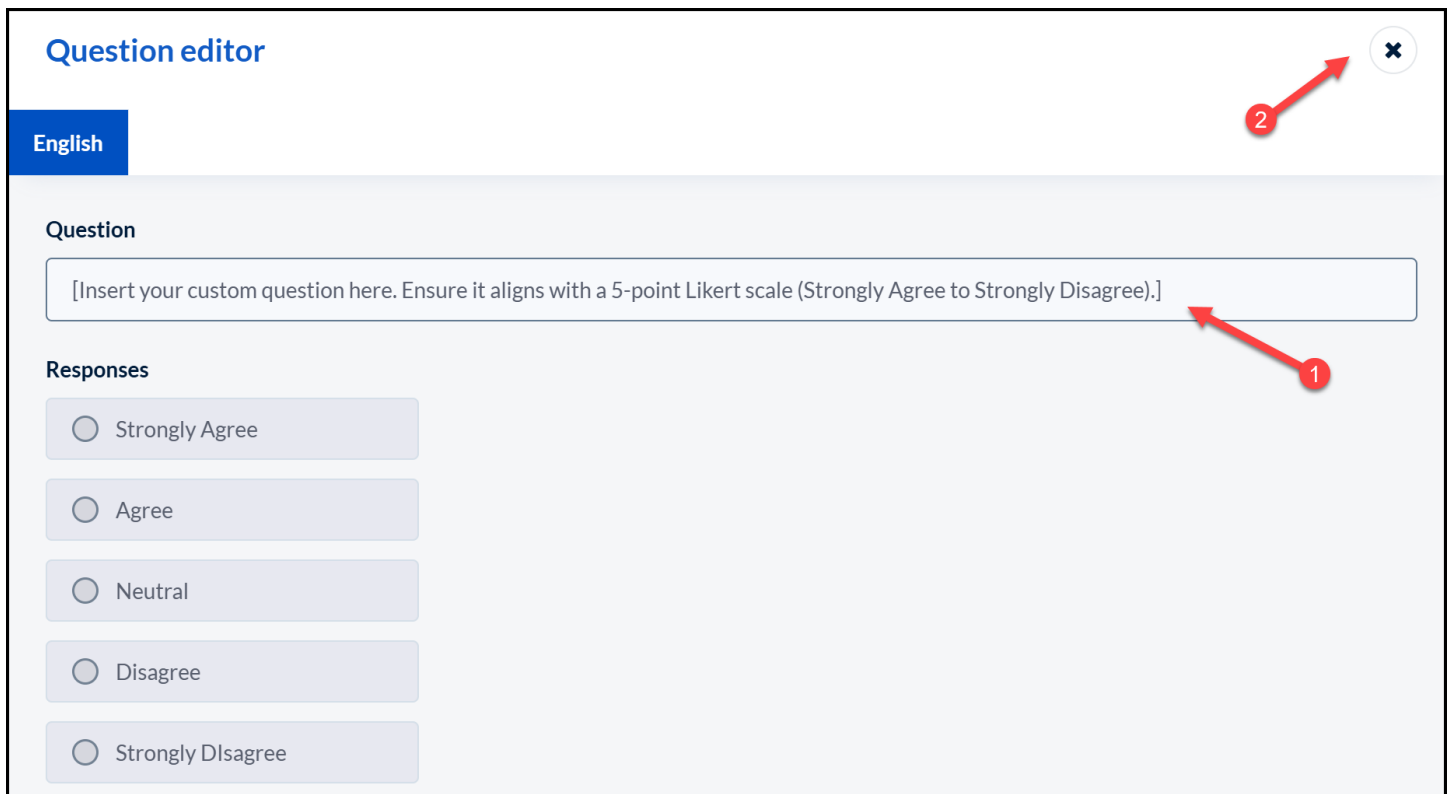 Question editor
2
English
Question
[Insert your custom question here. Ensure it aligns with a 5-point Likert scale (Strongly Agree to Strongly Disagree).]
1
Responses
Strongly Agree
Agree
Neutral
Disagree
Strongly DIsagree